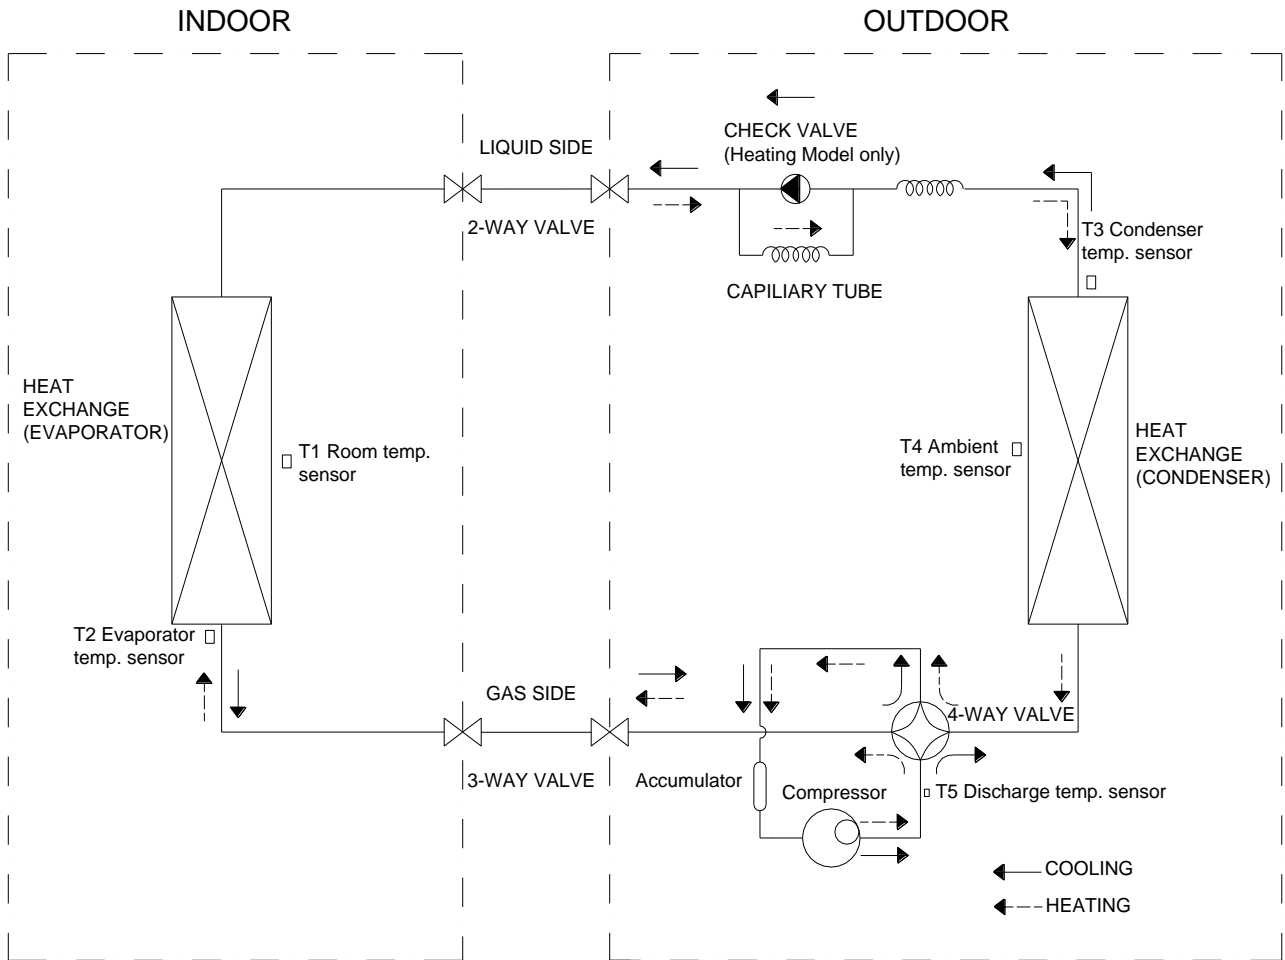 INDOOR
OUTDOOR
CHECK VALVE
(Heating Model only)
LIQUID SIDE
2-WAY VALVE
CAPILIARY TUBE
T3 Condenser
temp. sensor
HEAT
EXCHANGE
(EVAPORATOR)
T1 Room temp.
sensor
T4 Ambient
temp. sensor
HEAT
EXCHANGE
(CONDENSER)
T2 Evaporator
temp. sensor
GAS SIDE
3-WAY VALVE
4-WAY VALVE
Accumulator
Compressor
T5 Discharge temp. sensor
COOLING
HEATING